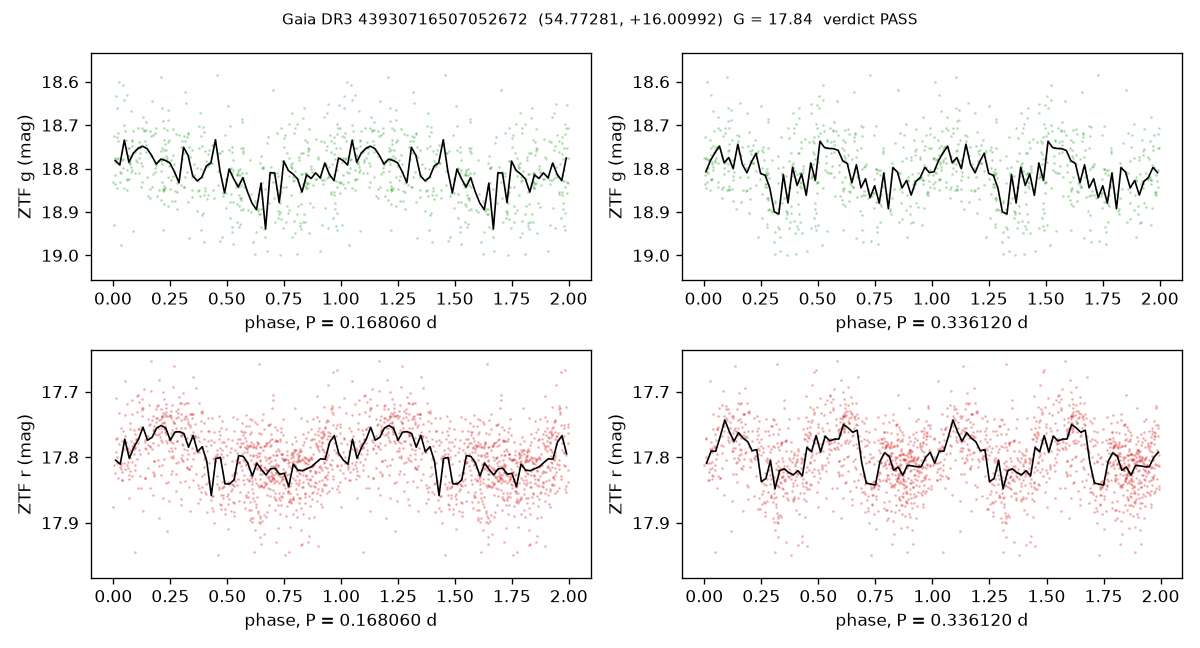 Gaia DR3 43930716507052672 (54.77281, +16.00992) G = 17.84 verdict PASS
ZTF g (mag)
18.6
18.7
18.8
18.9
19.0
0.00 0.25 0.50 0.75 1.00 1.25 1.50 1.75 2.00
phase, P = 0.168060 d
ZTF g (mag)
18.6
18.7
18.8
18.9
19.0
0.00 0.25 0.50 0.75 1.00 1.25 1.50 1.75 2.00
phase, P = 0.336120 d
ZTF r (mag)
17.7
17.8
17.9
0.00 0.25 0.50 0.75 1.00 1.25 1.50 1.75 2.00
phase, P = 0.168060 d
ZTF r (mag)
17.7
17.8
17.9
0.00 0.25 0.50 0.75 1.00 1.25 1.50 1.75 2.00
phase, P = 0.336120 d